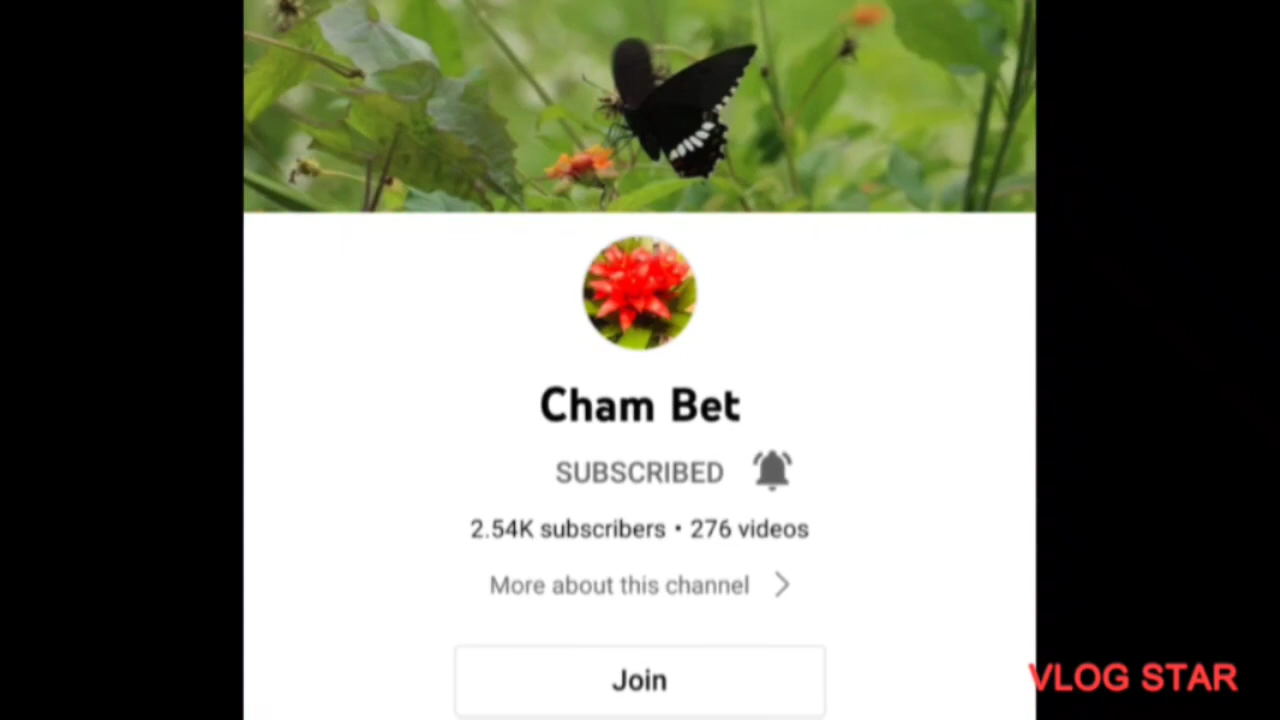 Cham Bet
SUBSCRIBED
2.54K subscribers • 276 videos
More about this channel
Join
VLOG STAR